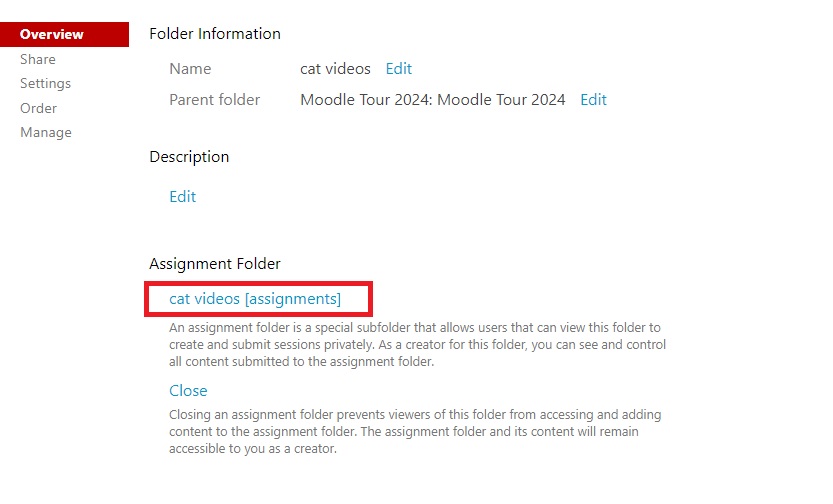 Overview
Share
Settings
Order
Manage
Folder Information
Name cat videos Edit
Parent folder Moodle Tour 2024: Moodle Tour 2024 Edit
Description
Edit
Assignment Folder
cat videos [assignments]
An assignment folder is a special subfolder that allows users that can view this folder to
create and submit sessions privately. As a creator for this folder, you can see and control
all content submitted to the assignment folder.
Close
Closing an assignment folder prevents viewers of this folder from accessing and adding
content to the assignment folder. The assignment folder and its content will remain
accessible to you as a creator.